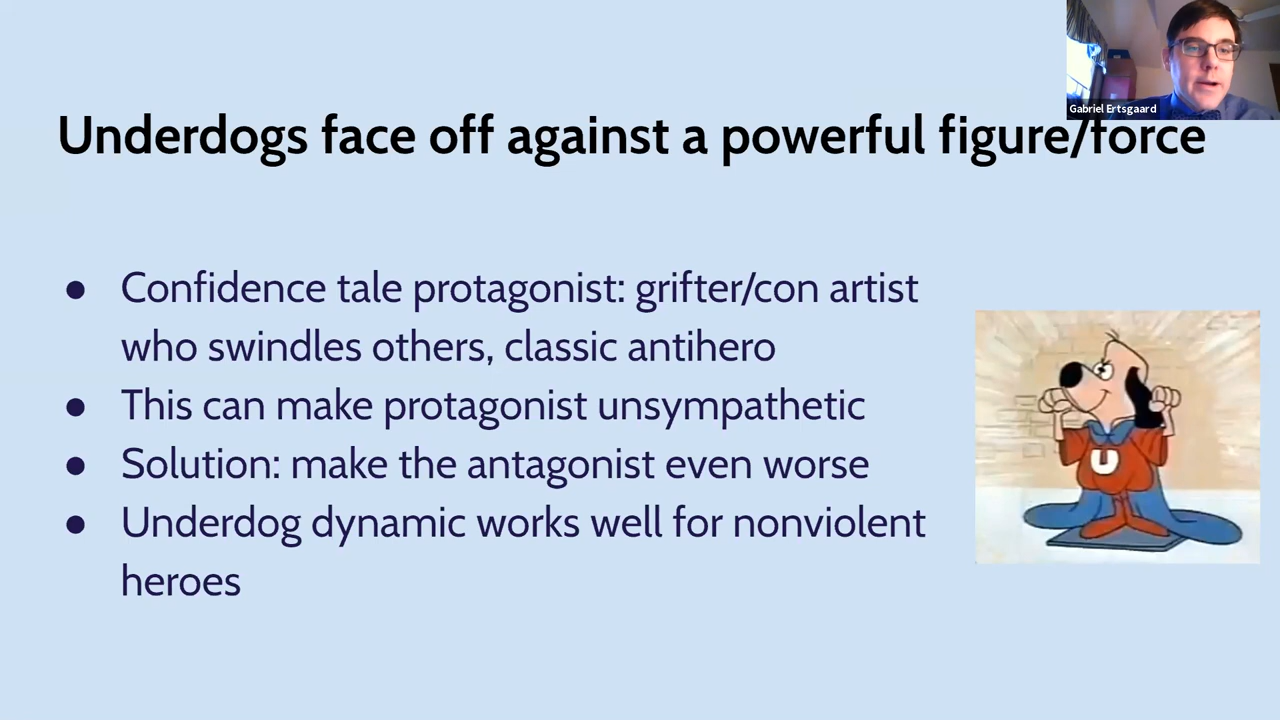 Gabriel Ertsgaard
Underdogs face off against a powerful figure/force
● Confidence tale protagonist: grifter/con artist
who swindles others, classic antihero
● This can make protagonist unsympathetic
● Solution: make the antagonist even worse
● Underdog dynamic works well for nonviolent
heroes
U